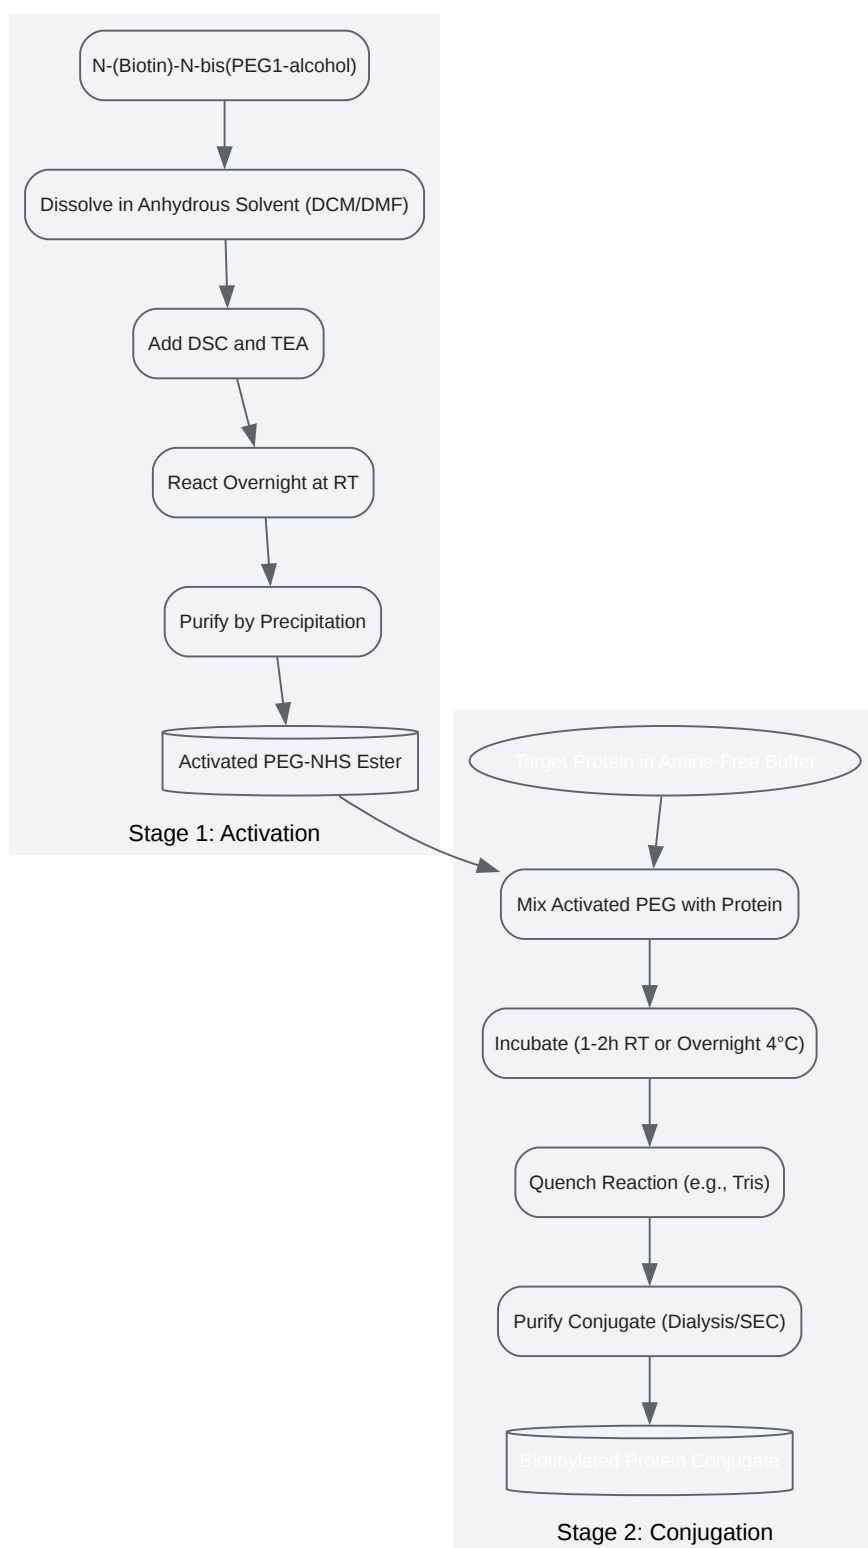 N-(Biotin)-N-bis(PEG1-alcohol)
Dissolve in Anhydrous Solvent (DCM/DMF)
Add DSC and TEA
React Overnight at RT
Purify by Precipitation
Activated PEG-NHS Ester
Stage 1: Activation
Target Protein in Amine-Free Buffer
Mix Activated PEG with Protein
Incubate (1-2h RT or Overnight 4°C)
Quench Reaction (e.g., Tris)
Purify Conjugate (Dialysis/SEC)
Biotinylated Protein Conjugate
Stage 2: Conjugation